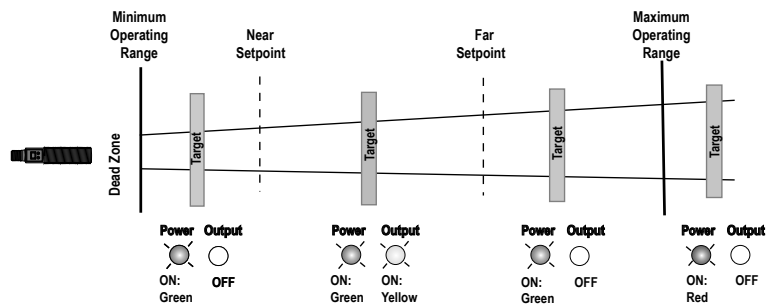 Minimum
Operating
Range
Near
Setpoint
Far
Setpoint
Maximum
Operating
Range
Dead Zone
Target
Target
Target
Target
Power Output
ON:
Green
OFF
Power Output
ON:
Green
ON:
Yellow
Power Output
ON:
Green
OFF
Power Output
ON:
Red
OFF